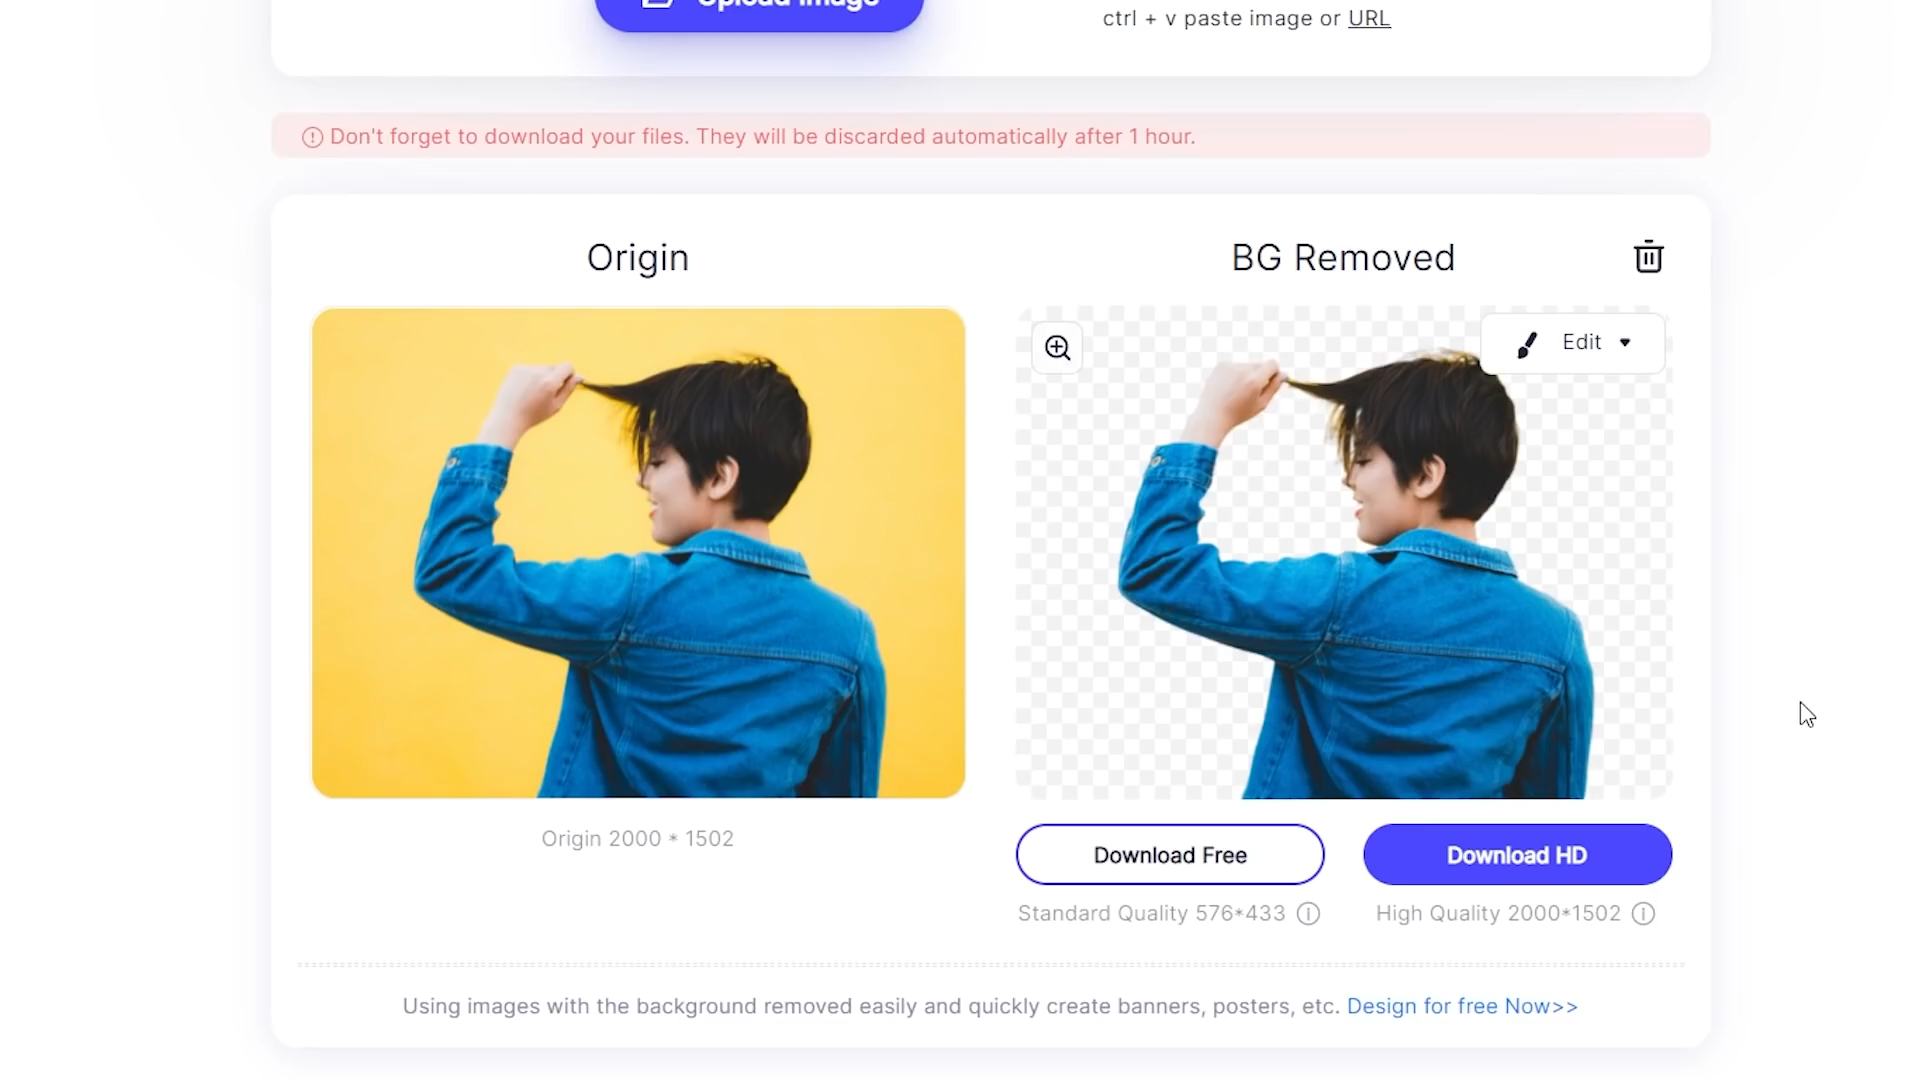 Upload Image
ctrl + v paste image or URL
Don't forget to download your files. They will be discarded automatically after 1 hour.
Origin
BG Removed
Edit
Origin 2000 * 1502
Download Free
Download HD
Standard Quality 576*433
High Quality 2000*1502
Using images with the background removed easily and quickly create banners, posters, etc. Design for free Now>>